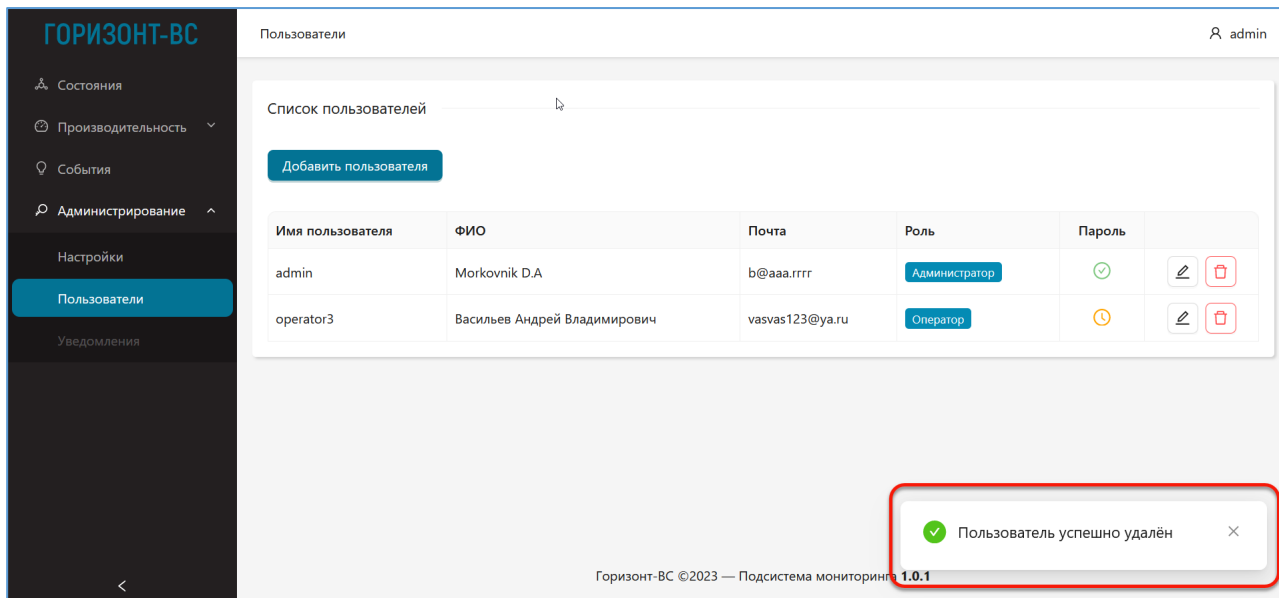 ГОРИЗОНТ-ВС
Состояния
Производительность
События
Администрирование
Настройки
Пользователи
Уведомления
Пользователи
admin
Список пользователей
Добавить пользователя
Имя пользователя ФИО Почта Роль Пароль
admin Morkovnik D.A b@aaa.rrrr Администратор
operator3 Васильев Андрей Владимирович vasvas123@ya.ru Оператор
Пользователь успешно удалён
Горизонт-ВС ©2023 — Подсистема мониторинга 1.0.1